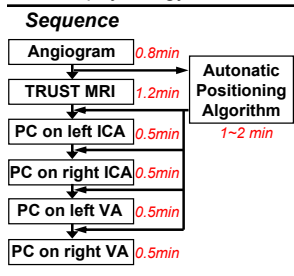 Sequence
Angiogram 0.8min
TRUST MRI 1.2min
PC on left ICA 0.5min
PC on right ICA 0.5min
PC on left VA 0.5min
PC on right VA 0.5min
Autonatic
Positioning
Algorithm
1~2 min